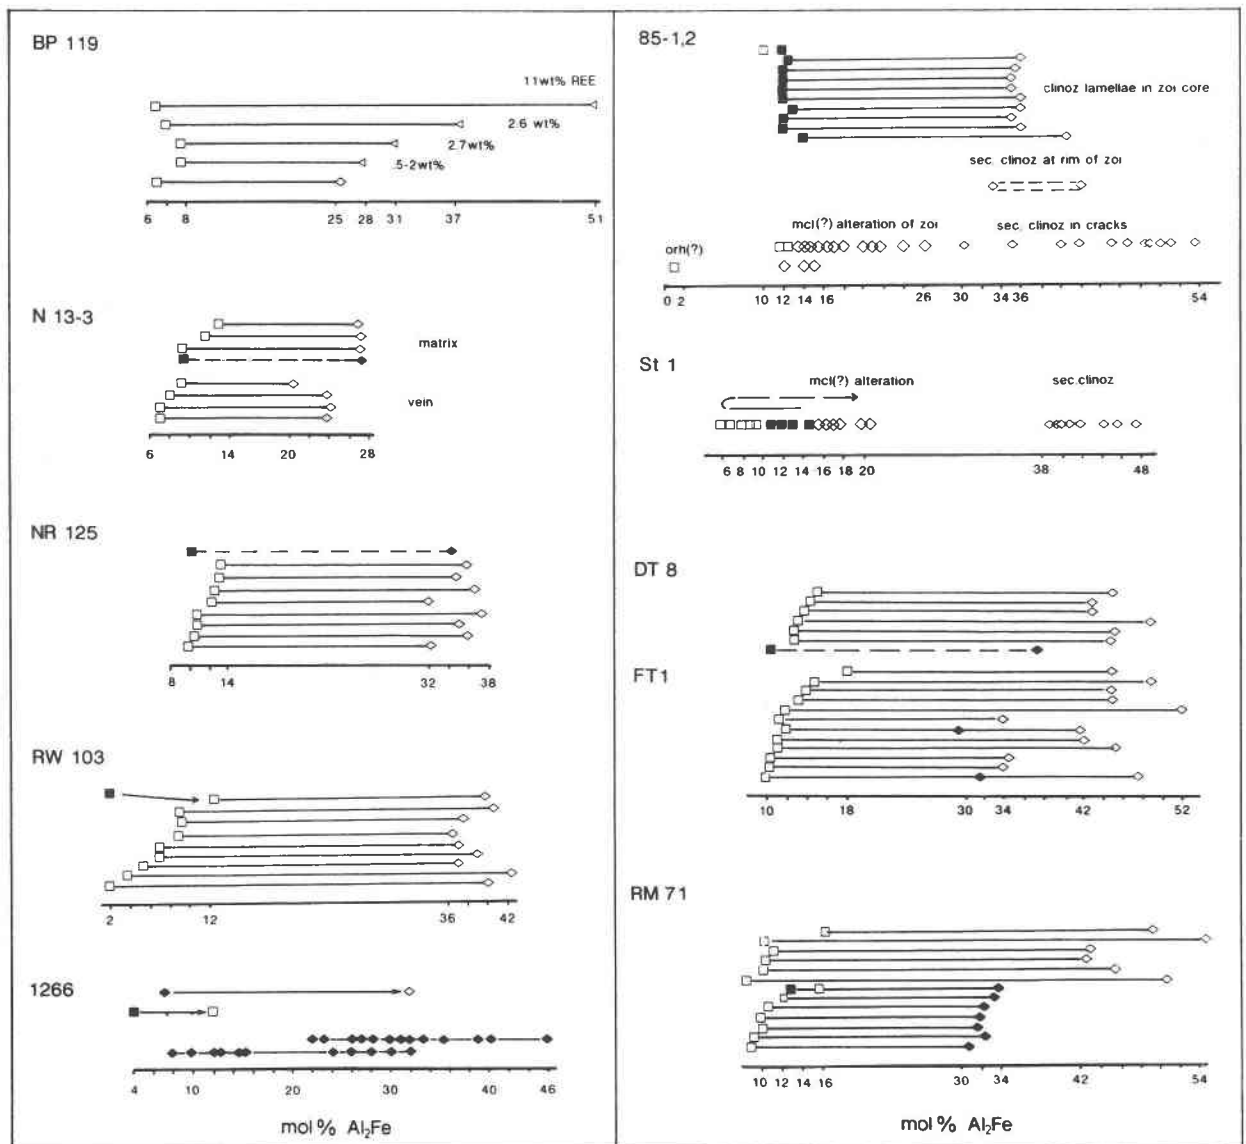 BP 119
11wt% REE
2.6 wt%
2.7wt%
.5-2wt%
6 8 25 28 31 37 51
N 13-3
matrix
vein
6 14 20 28
NR 125
8 14 32 38
RW 103
2 12 36 42
1266
4 10 20 30 40 46
mol% Al₂Fe
85-1,2
clinoz lamellae in zoi core
sec. clinoz at rim of zoi
mcl(?) alteration of zoi
sec. clinoz in cracks
orh(?)
0 2 10 12 14 16 26 30 34 36 54
St 1
mcl(?) alteration
sec.clinoz
6 8 10 12 14 16 18 20 38 48
DT 8
FT1
10 18 30 34 42 52
RM 71
10 12 14 16 30 34 42 54
mol% Al₂Fe